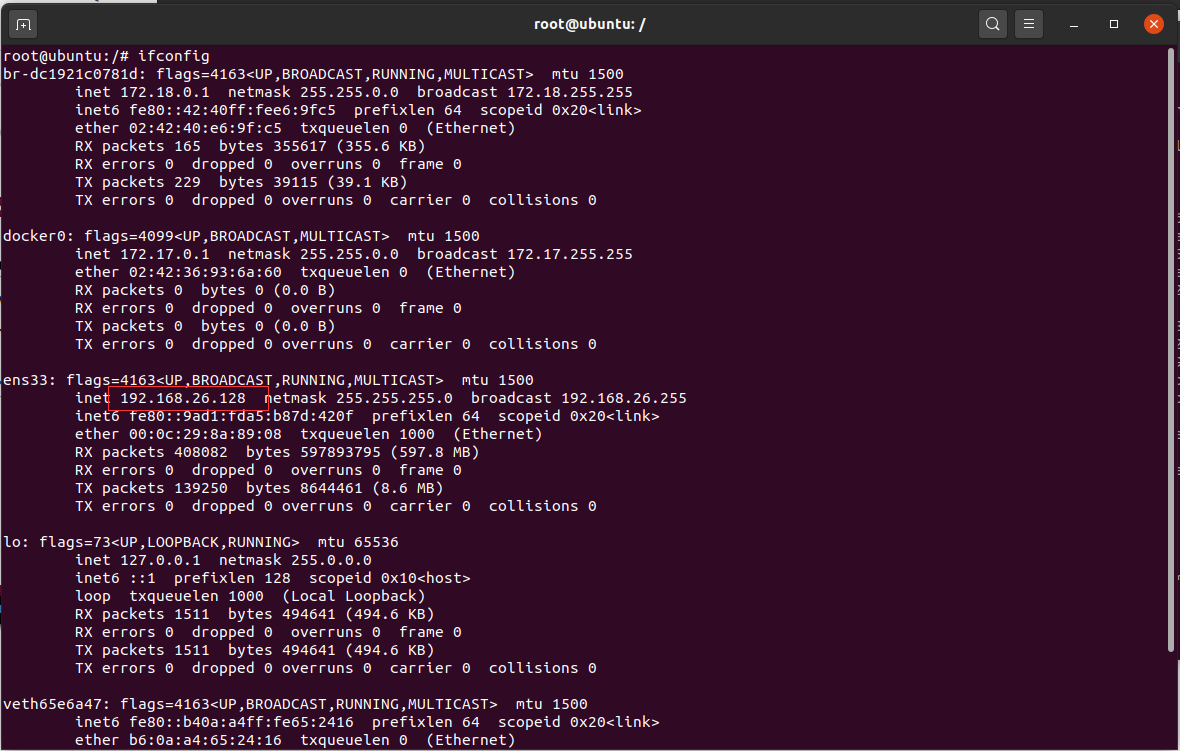 root@ubuntu: /
root@ubuntu:/# ifconfig
br-dc1921c0781d: flags=4163<UP,BROADCAST,RUNNING,MULTICAST>  mtu 1500
        inet 172.18.0.1  netmask 255.255.0.0  broadcast 172.18.255.255
        inet6 fe80::42:40ff:fee6:9fc5  prefixlen 64  scopeid 0x20<link>
        ether 02:42:40:e6:9f:c5  txqueuelen 0  (Ethernet)
        RX packets 165  bytes 355617 (355.6 KB)
        RX errors 0  dropped 0  overruns 0  frame 0
        TX packets 229  bytes 39115 (39.1 KB)
        TX errors 0  dropped 0 overruns 0  carrier 0  collisions 0
docker0: flags=4099<UP,BROADCAST,MULTICAST>  mtu 1500
        inet 172.17.0.1  netmask 255.255.0.0  broadcast 172.17.255.255
        ether 02:42:36:93:6a:60  txqueuelen 0  (Ethernet)
        RX packets 0  bytes 0 (0.0 B)
        RX errors 0  dropped 0  overruns 0  frame 0
        TX packets 0  bytes 0 (0.0 B)
        TX errors 0  dropped 0 overruns 0  carrier 0  collisions 0
ens33: flags=4163<UP,BROADCAST,RUNNING,MULTICAST>  mtu 1500
        inet 192.168.26.128  netmask 255.255.255.0  broadcast 192.168.26.255
        inet6 fe80::9ad1:fda5:b87d:420f  prefixlen 64  scopeid 0x20<link>
        ether 00:0c:29:8a:89:08  txqueuelen 1000  (Ethernet)
        RX packets 408082  bytes 597893795 (597.8 MB)
        RX errors 0  dropped 0  overruns 0  frame 0
        TX packets 139250  bytes 8644461 (8.6 MB)
        TX errors 0  dropped 0 overruns 0  carrier 0  collisions 0
lo: flags=73<UP,LOOPBACK,RUNNING>  mtu 65536
        inet 127.0.0.1  netmask 255.0.0.0
        inet6 ::1  prefixlen 128  scopeid 0x10<host>
        loop  txqueuelen 1000  (Local Loopback)
        RX packets 1511  bytes 494641 (494.6 KB)
        RX errors 0  dropped 0  overruns 0  frame 0
        TX packets 1511  bytes 494641 (494.6 KB)
        TX errors 0  dropped 0 overruns 0  carrier 0  collisions 0
veth65e6a47: flags=4163<UP,BROADCAST,RUNNING,MULTICAST>  mtu 1500
        inet6 fe80::b40a:a4ff:fe65:2416  prefixlen 64  scopeid 0x20<link>
        ether b6:0a:a4:65:24:16  txqueuelen 0  (Ethernet)